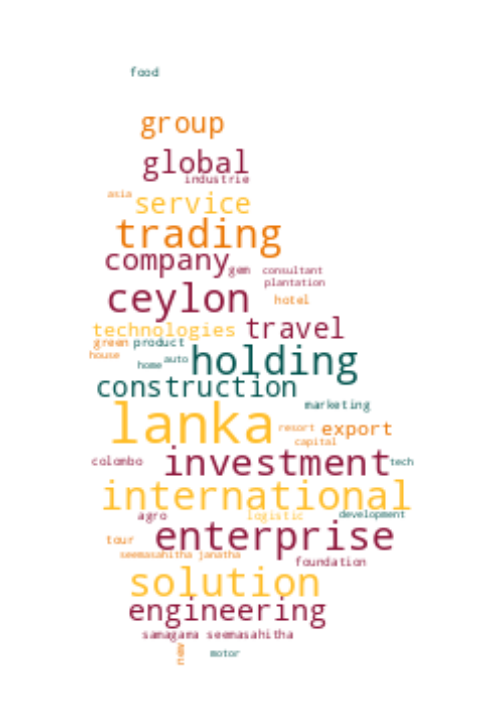 food
group
global
industrie
asia
service
trading
company
gem consultant
plantation
ceylon
hotel
technologies travel
green product
house
auto
home
holding
construction
marketing
lanka
resort export
capital
colombo investment tech
international
agro logistic development
enterprise
tour
seemasahitha janatha
foundation
solution
engineering
samagama seemasahitha
new
motor